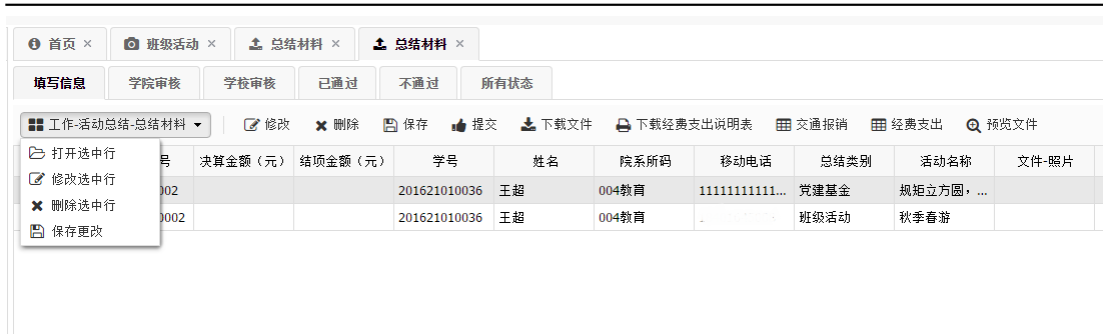 首页 × 班级活动 × 总结材料 × 总结材料 ×
填写信息 学院审核 学校审核 已通过 不通过 所有状态
工作-活动总结-总结材料 修改 删除 保存 提交 下载文件 下载经费支出说明表 交通报销 经费支出 预览文件
号 决算金额（元） 结项金额（元） 学号 姓名 院系所码 移动电话 总结类别 活动名称 文件-照片
002 201621010036 王超 004教育 11111111111... 党建基金 规矩立方圆，...
0002 201621010036 王超 004教育 班级活动 秋季春游
打开选中行
修改选中行
删除选中行
保存更改